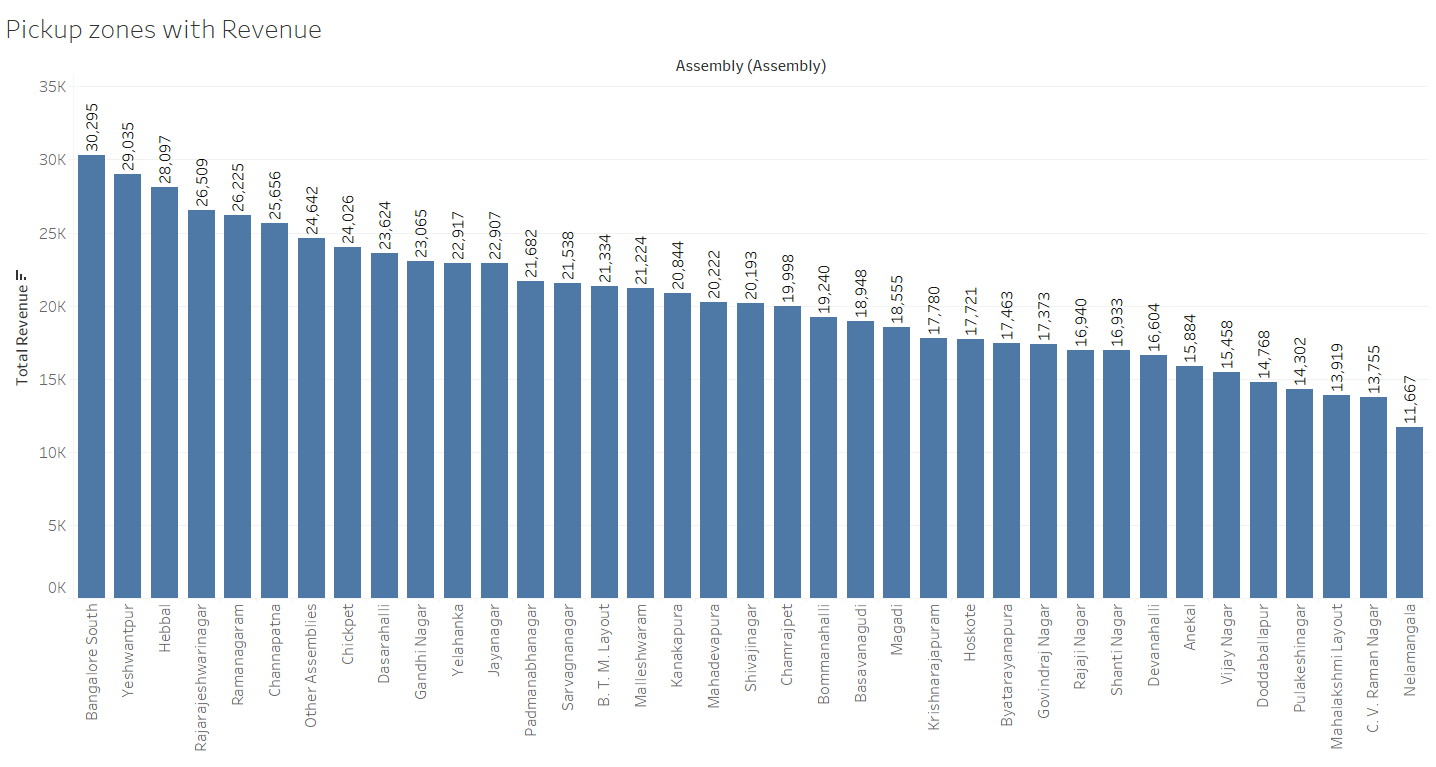 Pickup zones with Revenue
Assembly (Assembly)
Total Revenue
35K
30K
25K
20K
15K
10K
5K
0K
30,295
29,035
28,097
26,509
26,225
25,656
24,642
24,026
23,624
23,065
22,917
22,907
21,682
21,538
21,334
21,224
20,844
20,222
20,193
19,998
19,240
18,948
18,555
17,780
17,721
17,463
17,373
16,940
16,933
16,604
15,884
15,458
14,768
14,302
13,919
13,755
11,667
Bangalore South
Yeshwantpur
Hebbal
Rajarajeshwarinagar
Ramanagaram
Channapatna
Other Assemblies
Chickpet
Dasarahalli
Gandhi Nagar
Yelahanka
Jayanagar
Padmanabhanagar
Sarvagnanagar
B. T. M. Layout
Malleshwaram
Kanakapura
Mahadevapura
Shivajinagar
Chamrajpet
Bommanahalli
Basavanagudi
Magadi
Krishnarajapuram
Hoskote
Byatarayanapura
Govindraj Nagar
Rajaji Nagar
Shanti Nagar
Devanahalli
Anekal
Vijay Nagar
Doddaballapur
Pulakeshinagar
Mahalakshmi Layout
C. V. Raman Nagar
Nelamangala